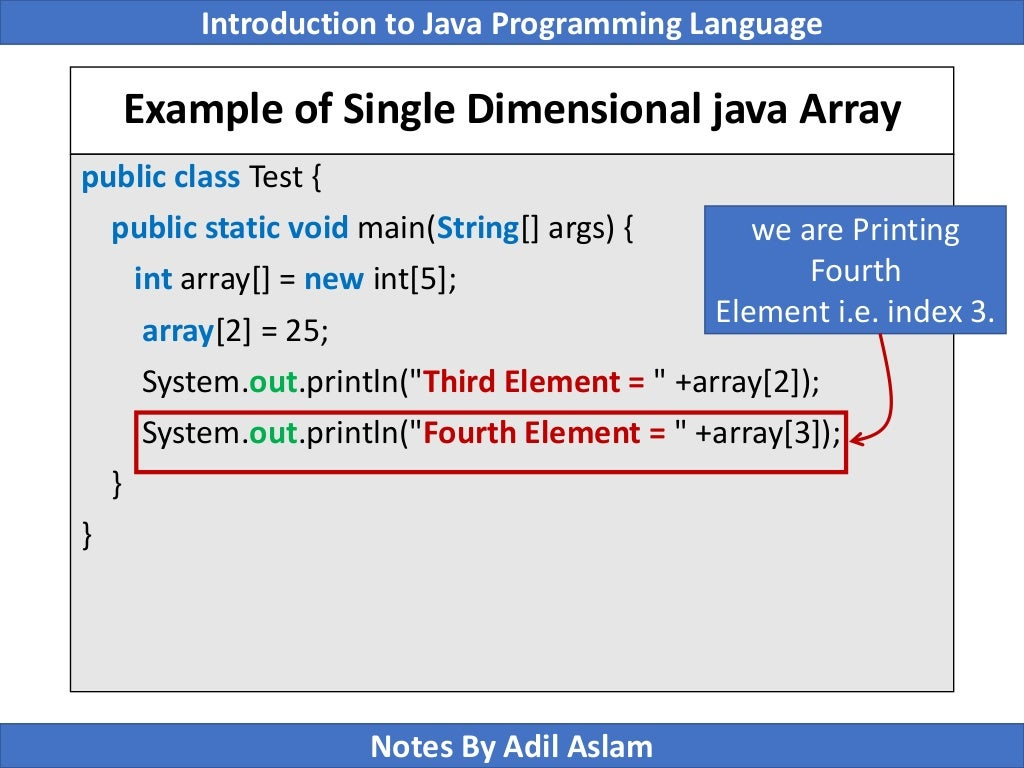 Introduction to Java Programming Language
Example of Single Dimensional java Array
public class Test {
public static void main(String[] args) {
int array[] = new int[5];
array[2] = 25;
System.out.println("Third Element = " +array[2]);
System.out.println("Fourth Element = " +array[3]);
}
}
we are Printing
Fourth
Element i.e. index 3.
Notes By Adil Aslam